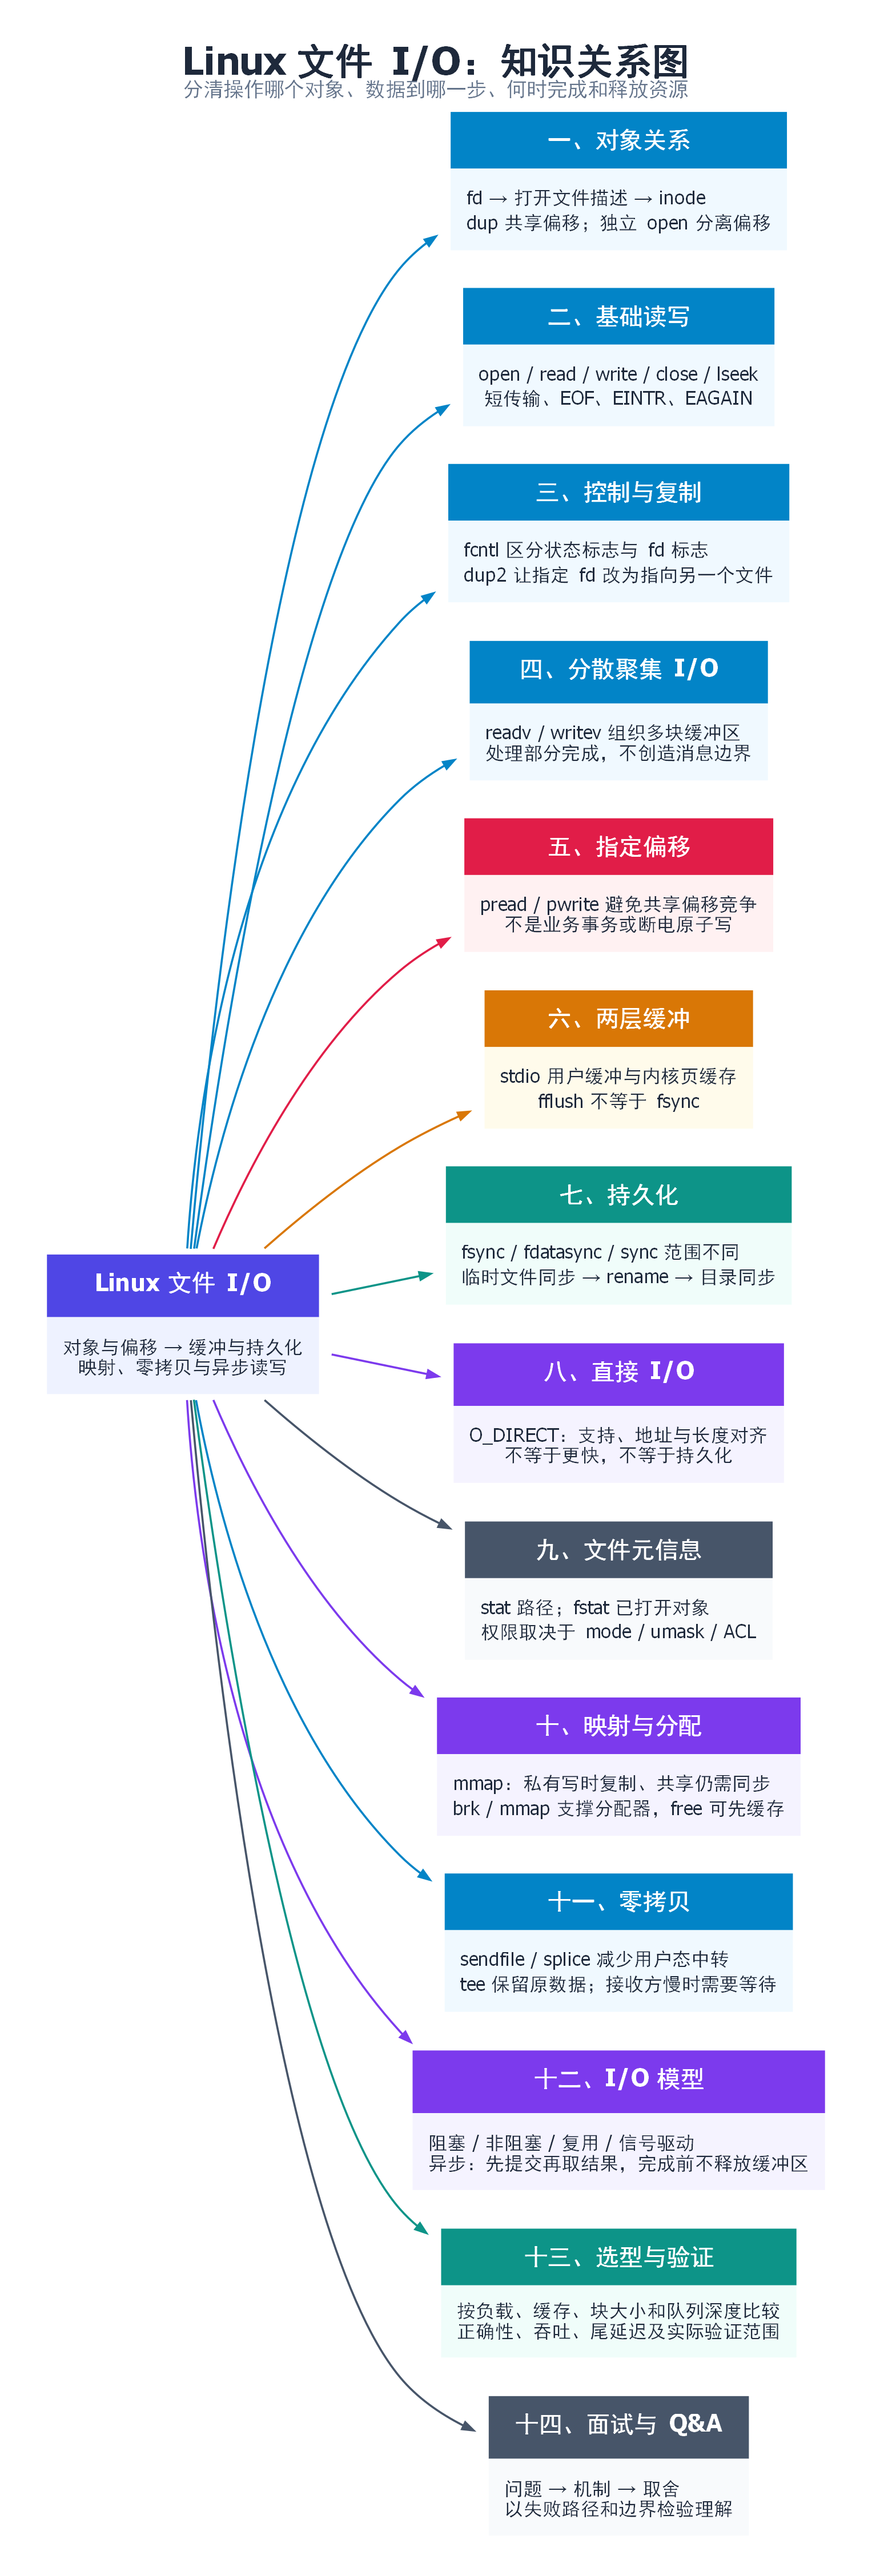 Linux 文件 I/O：知识关系图
分清操作哪个对象、数据到哪一步、何时完成和释放资源
一、对象关系
fd → 打开文件描述 → inode
dup 共享偏移；独立 open 分离偏移
二、基础读写
open / read / write / close / lseek
短传输、EOF、EINTR、EAGAIN
三、控制与复制
fcntl 区分状态标志与 fd 标志
dup2 让指定 fd 改为指向另一个文件
四、分散聚集 I/O
readv / writev 组织多块缓冲区
处理部分完成，不创造消息边界
五、指定偏移
pread / pwrite 避免共享偏移竞争
不是业务事务或断电原子写
六、两层缓冲
stdio 用户缓冲与内核页缓存
fflush 不等于 fsync
七、持久化
fsync / fdatasync / sync 范围不同
临时文件同步 → rename → 目录同步
Linux 文件 I/O
对象与偏移 → 缓冲与持久化
映射、零拷贝与异步读写
八、直接 I/O
O_DIRECT：支持、地址与长度对齐
不等于更快，不等于持久化
九、文件元信息
stat 路径；fstat 已打开对象
权限取决于 mode / umask / ACL
十、映射与分配
mmap：私有写时复制、共享仍需同步
brk / mmap 支撑分配器，free 可先缓存
十一、零拷贝
sendfile / splice 减少用户态中转
tee 保留原数据；接收方慢时需要等待
十二、I/O 模型
阻塞 / 非阻塞 / 复用 / 信号驱动
异步：先提交再取结果，完成前不释放缓冲区
十三、选型与验证
按负载、缓存、块大小和队列深度比较
正确性、吞吐、尾延迟及实际验证范围
十四、面试与 Q&A
问题 → 机制 → 取舍
以失败路径和边界检验理解